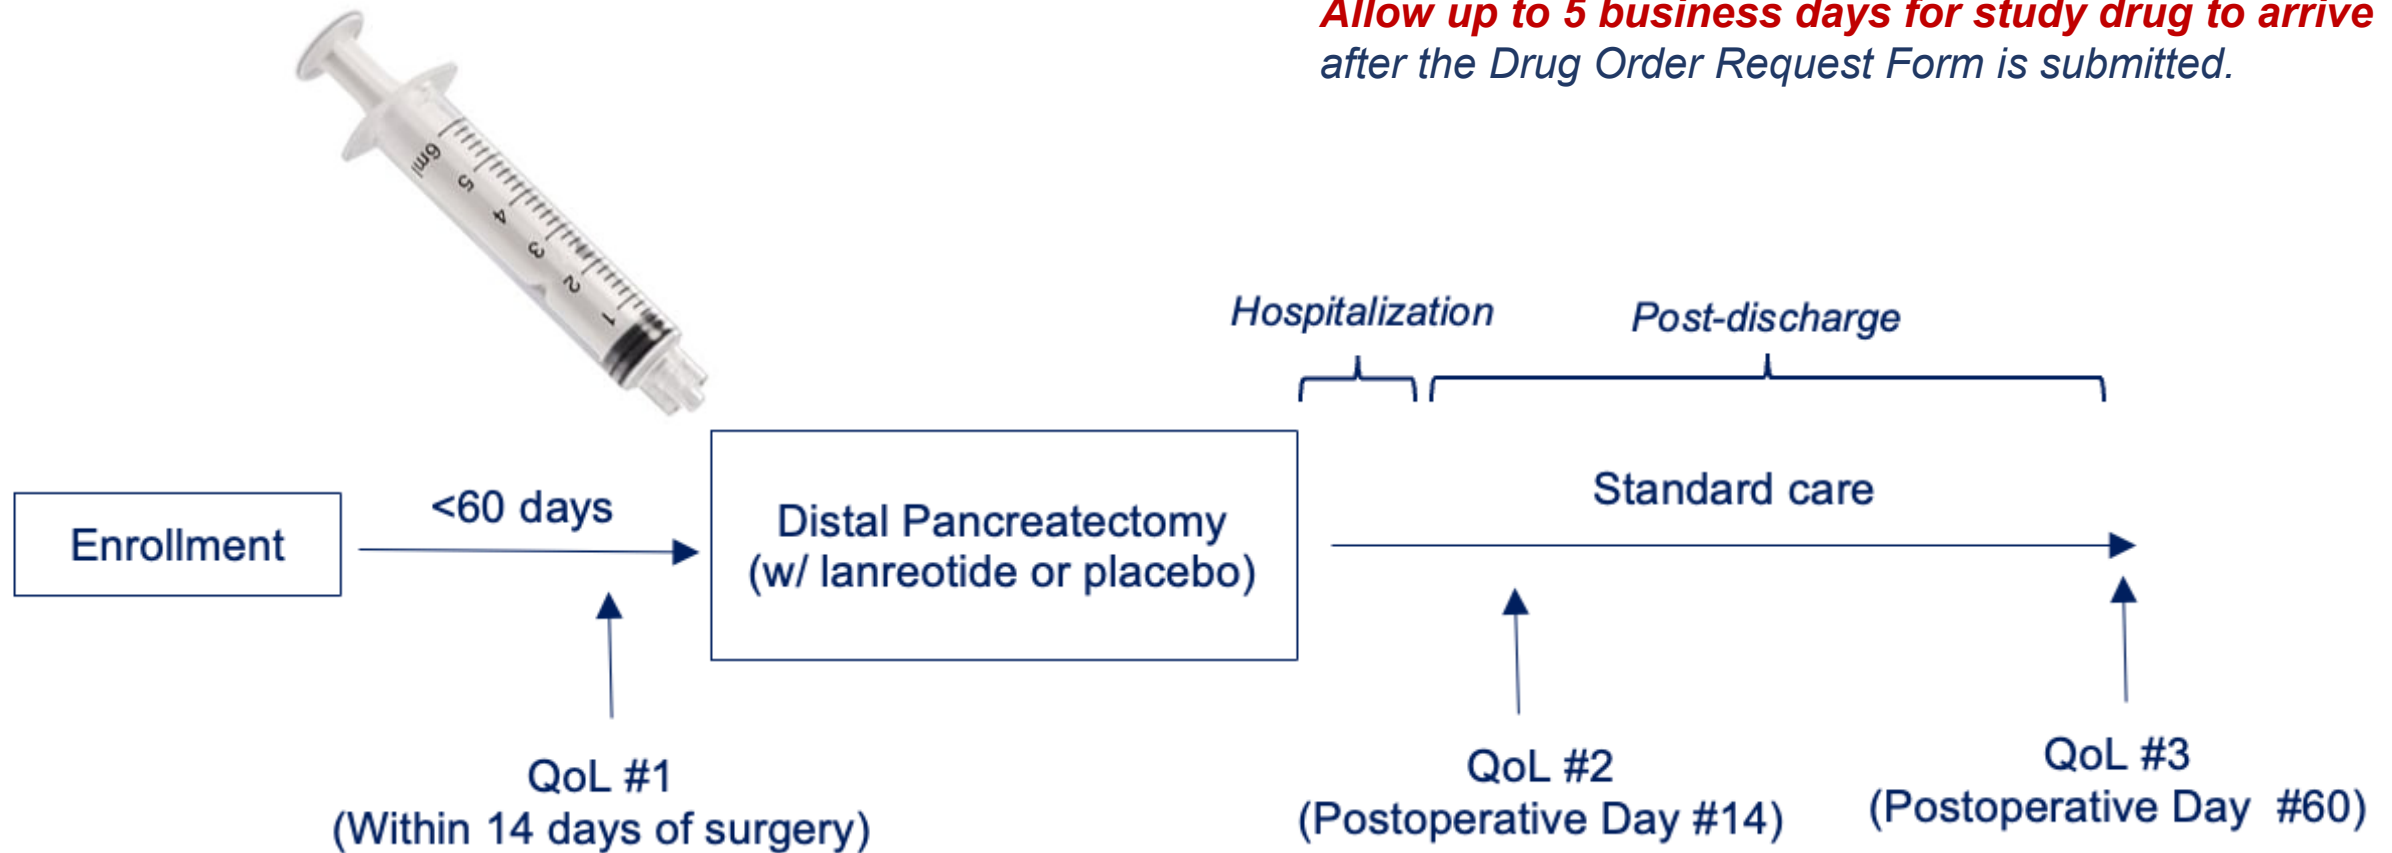 Allow up to 5 business days for study drug to arrive
after the Drug Order Request Form is submitted.
6ml
5
4
3
2
1
Hospitalization
Post-discharge
Enrollment
<60 days
Distal Pancreatectomy
(w/ lanreotide or placebo)
Standard care
QoL #1
(Within 14 days of surgery)
QoL #2
(Postoperative Day #14)
QoL #3
(Postoperative Day #60)